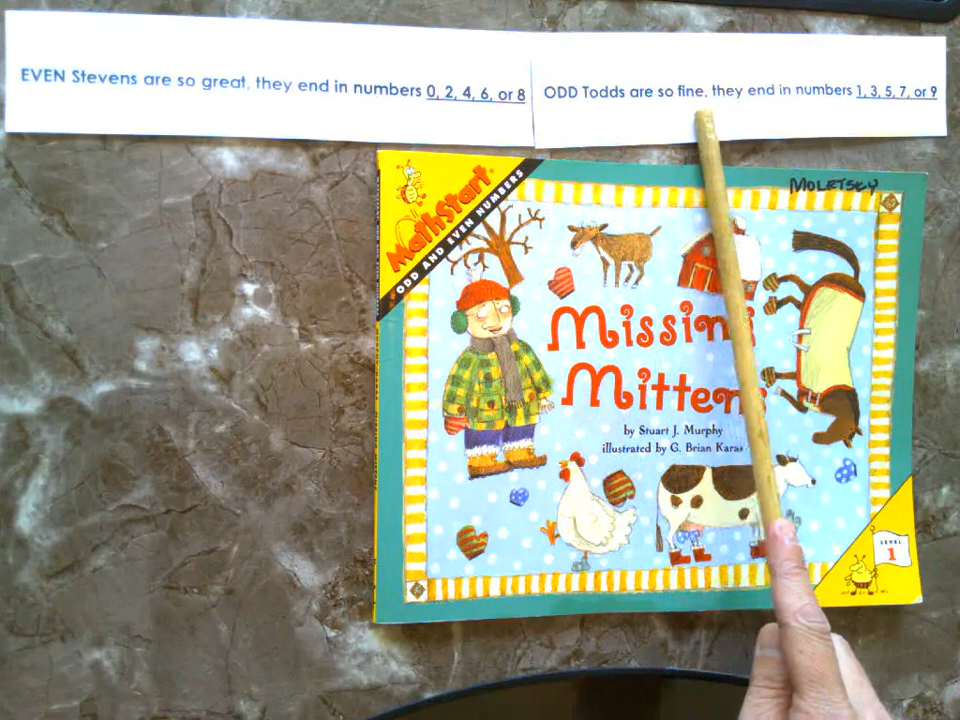 EVEN Stevens are so great, they end in numbers 0, 2, 4, 6, or 8
ODD Todds are so fine, they end in numbers 1, 3, 5, 7, or 9
MOLETSKY
MathStart
ODD AND EVEN NUMBERS
Missing
Mittens
by Stuart J. Murphy
illustrated by G. Brian Karas
LEVEL
1